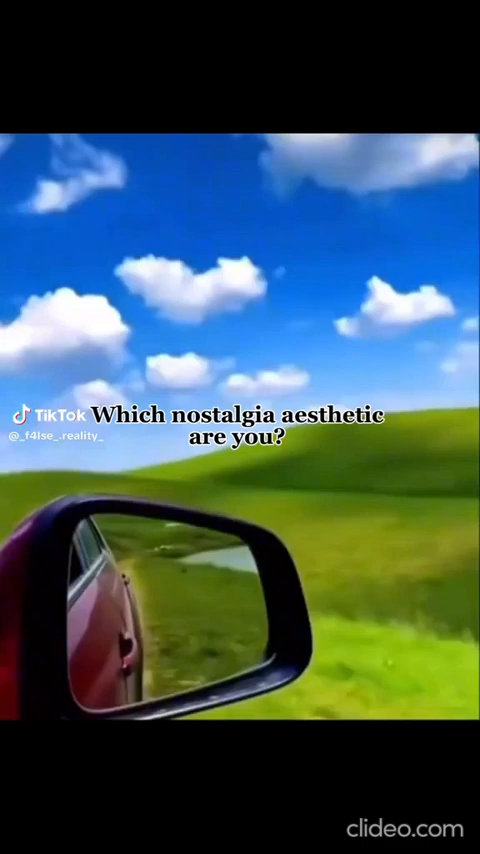 Which nostalgia aesthetic
are you?
TikTok
@_f4lse_.reality_
clideo.com